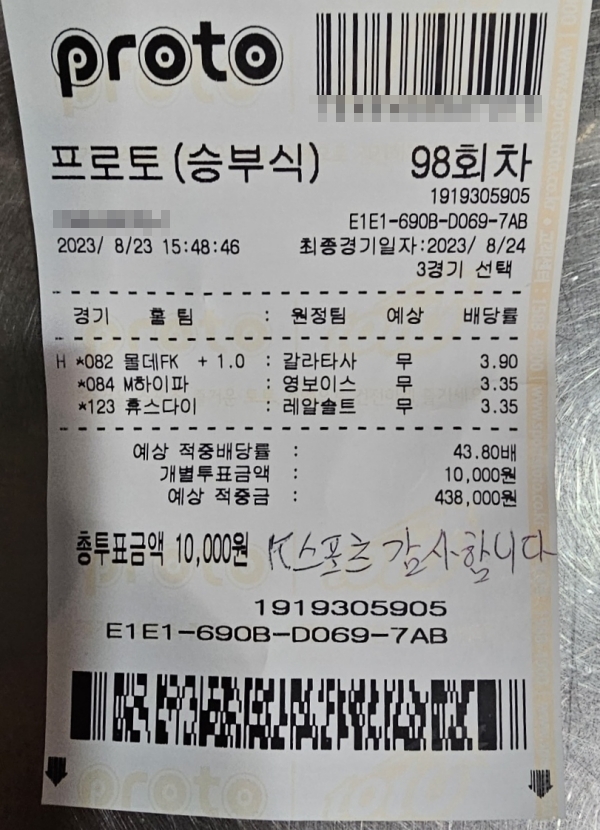 proto
프로토(승부식) 98회차
1919305905
E1E1-690B-D069-7AB
2023/ 8/23 15:48:46 최종경기일자:2023/ 8/24
3경기 선택
경기 홈팀 : 원정팀 예상 배당률
H *082 몰데FK + 1.0 : 갈라타사 무 3.90
*084 M하이파 : 영보이스 무 3.35
*123 휴스다이 : 레알솔트 무 3.35
예상 적중배당률 : 43.80배
개별투표금액 : 10,000원
예상 적중금 : 438,000원
총투표금액 10,000원 K스포츠 감사합니다
1919305905
E1E1-690B-D069-7AB